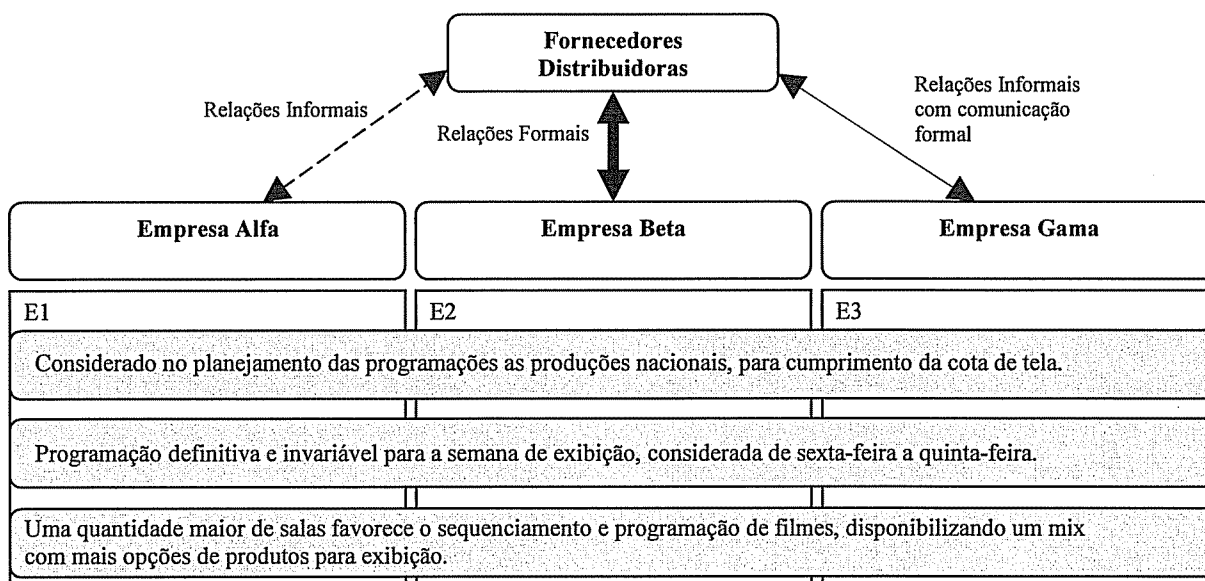 Fornecedores
Distribuidoras
Relações Informais
Relações Formais
Relações Informais
com comunicação
formal
Empresa Alfa
Empresa Beta
Empresa Gama
E1
E2
E3
Considerado no planejamento das programações as produções nacionais, para cumprimento da cota de tela.
Programação definitiva e invariável para a semana de exibição, considerada de sexta-feira a quinta-feira.
Uma quantidade maior de salas favorece o sequenciamento e programação de filmes, disponibilizando um mix
com mais opções de produtos para exibição.